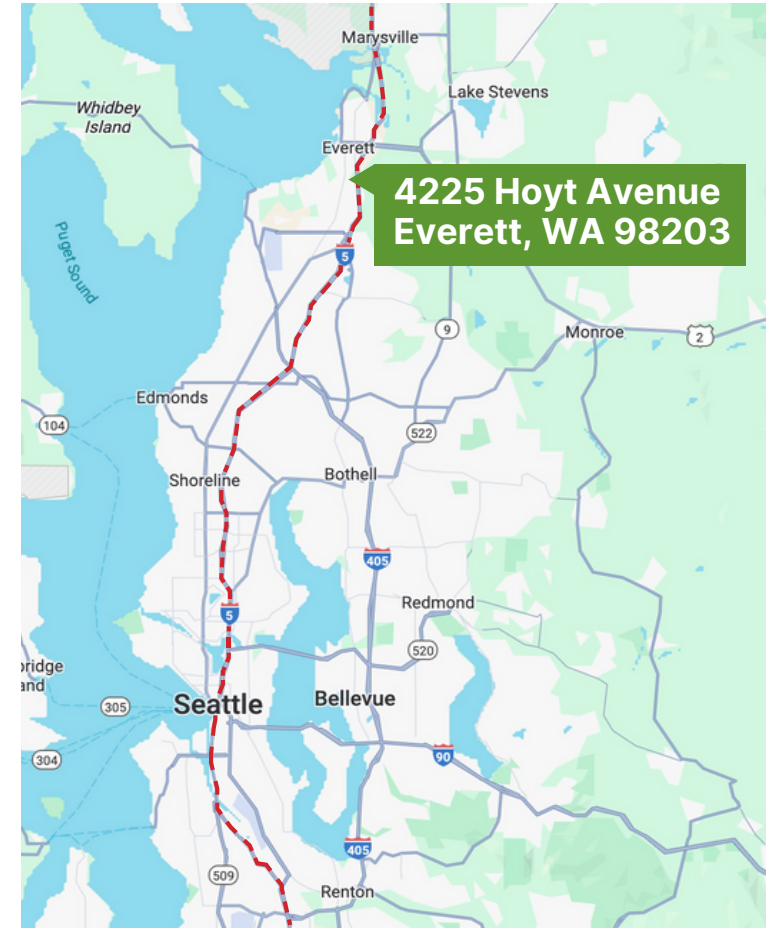 Marysville
Lake Stevens
Whidbey
Island
Everett
4225 Hoyt Avenue
Everett, WA 98203
Puget Sound
5
9
Monroe
2
Edmonds
104
522
Shoreline
Bothell
405
Redmond
5
520
bridge
and
Seattle
Bellevue
305
304
90
405
509
Renton